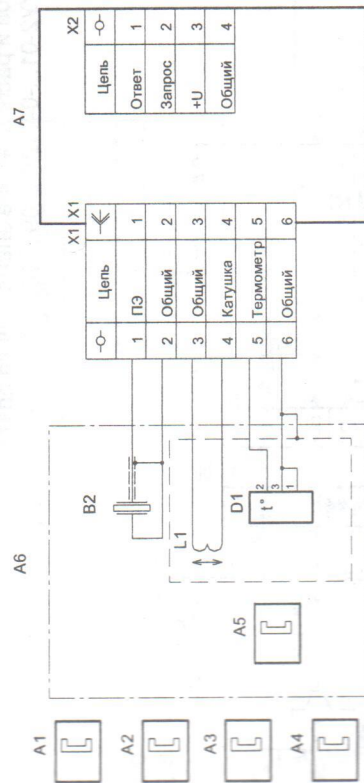 A6
A7
A1
A2
A3
A4
A5
B2
L1
D1
t°
2
3
1
X1 X1
Цепь
1 ПЭ 1
2 Общий 2
3 Общий 3
4 Катушка 4
5 Термометр 5
6 Общий 6
X2
Цепь
Ответ 1
Запрос 2
+U 3
Общий 4